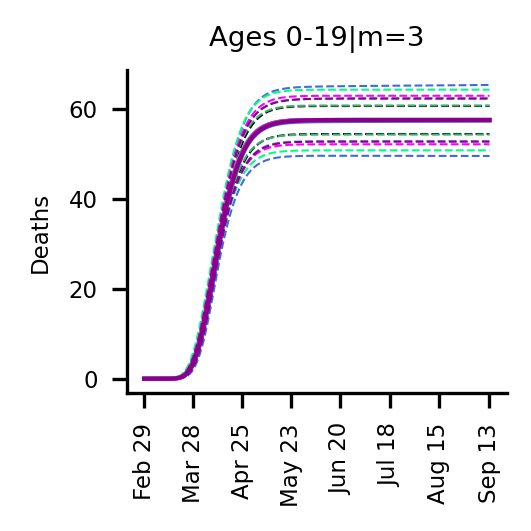 Ages 0-19|m=3
Deaths
60
40
20
0
Feb 29
Mar 28
Apr 25
May 23
Jun 20
Jul 18
Aug 15
Sep 13